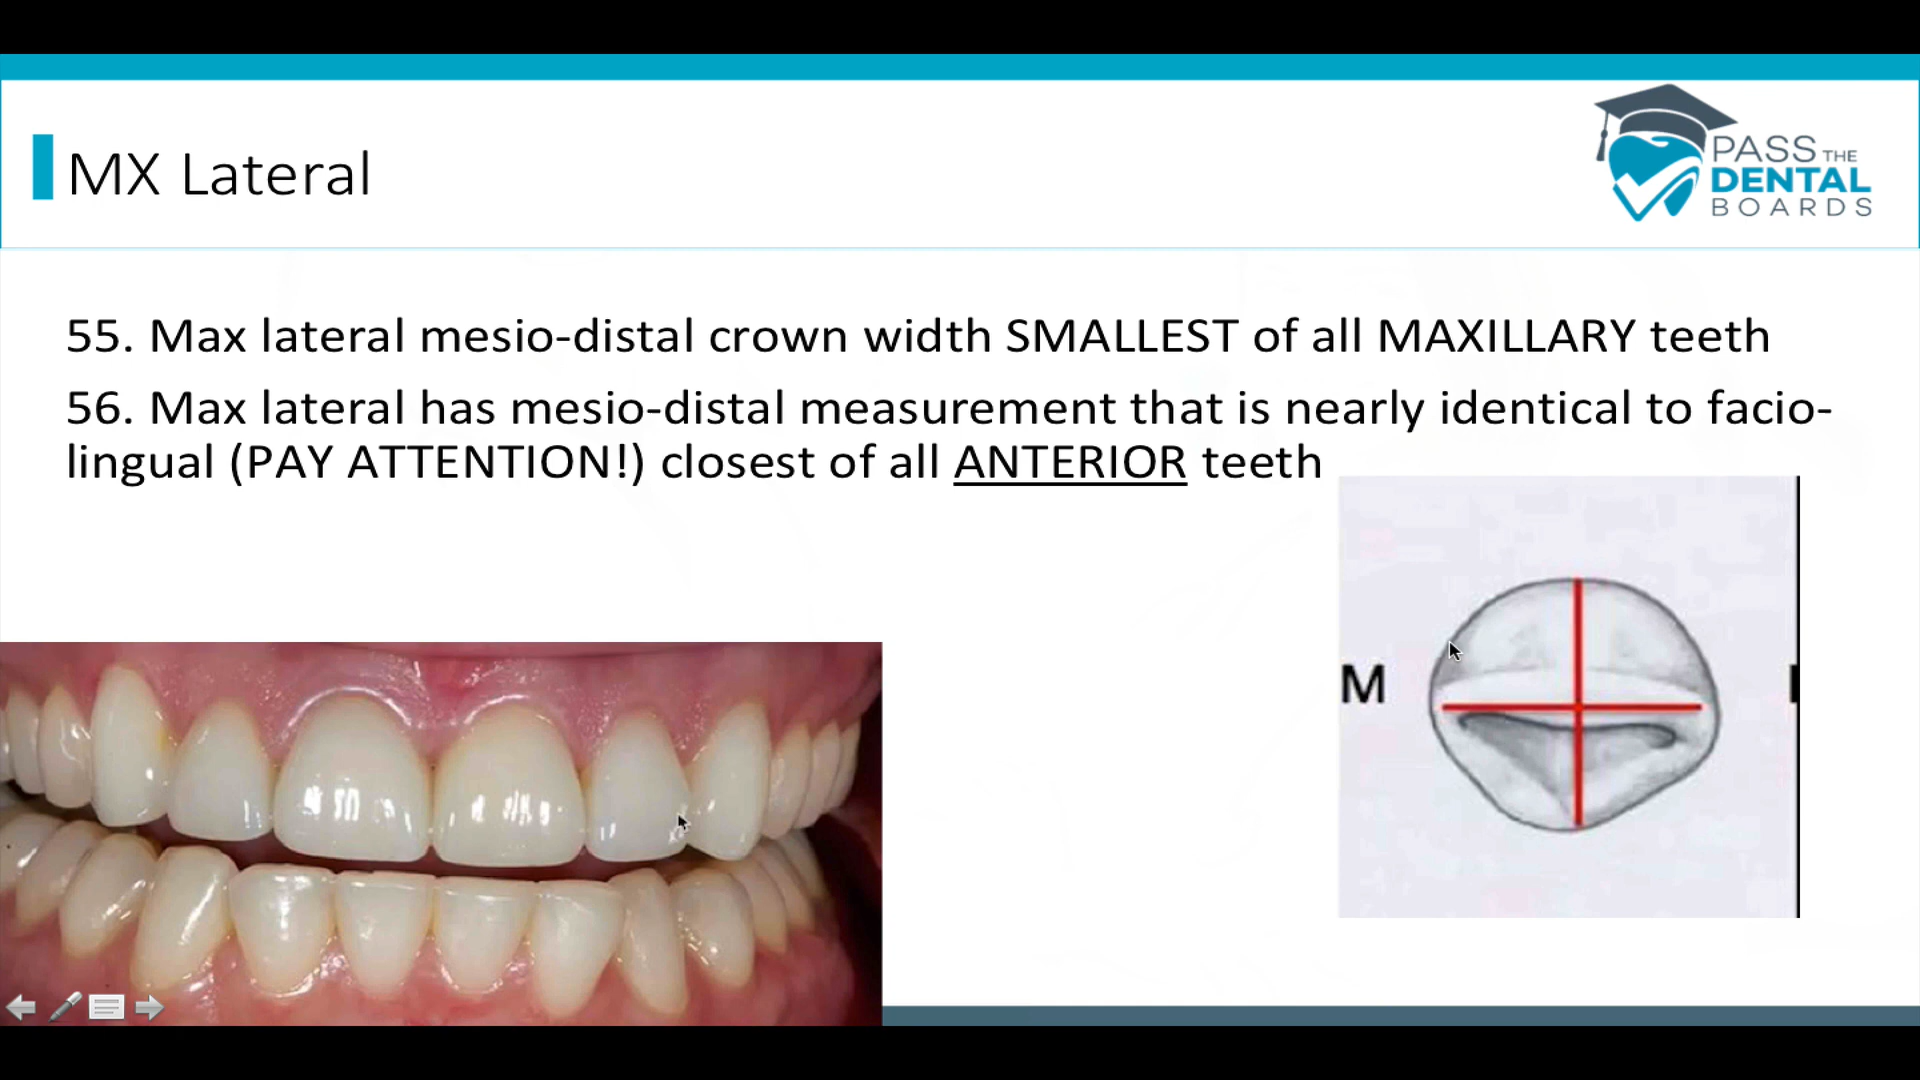 PASS THE
DENTAL
BOARDS
MX Lateral
55. Max lateral mesio-distal crown width SMALLEST of all MAXILLARY teeth
56. Max lateral has mesio-distal measurement that is nearly identical to facio-
lingual (PAY ATTENTION!) closest of all ANTERIOR teeth
M